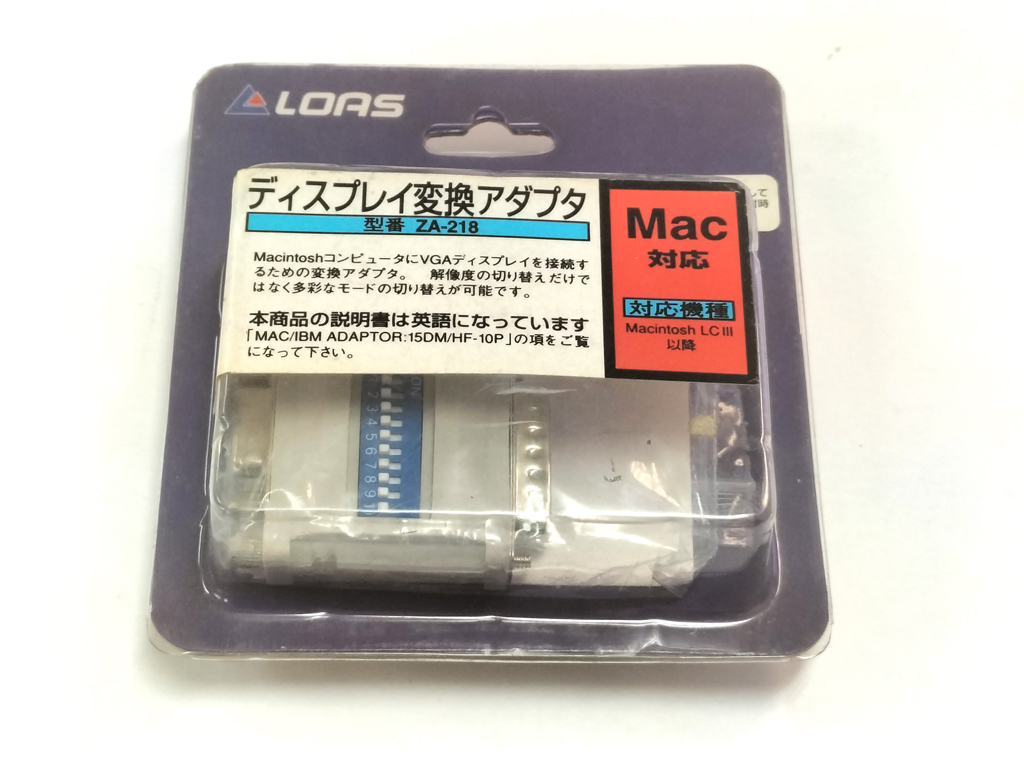 LOAS
ディスプレイ変換アダプタ
型番 ZA-218
MacintoshコンピュータにVGAディスプレイを接続す
るための変換アダプタ。 解像度の切り替えだけで
はなく多彩なモードの切り替えが可能です。
本商品の説明書は英語になっています
「MAC/IBM ADAPTOR:15DM/HF-10P」の項をご覧
になって下さい。
Mac
対応
対応機種
Macintosh LC III
以降
して
時
ON
2 3 4 5 6 7 8 9